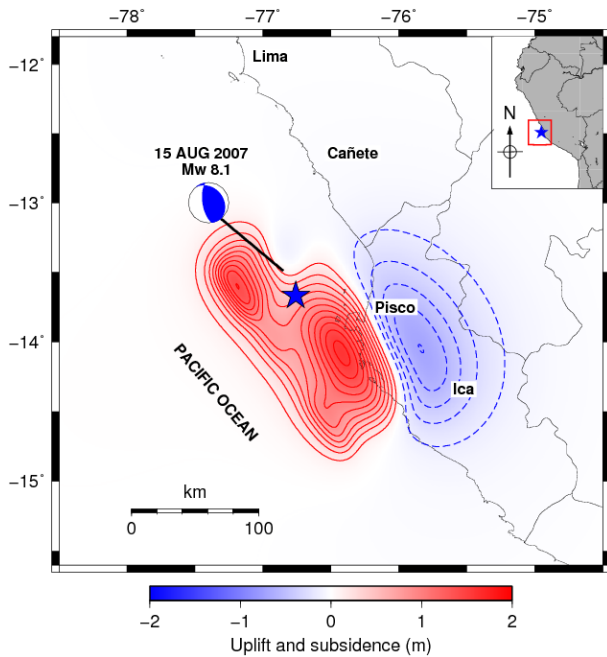 −78˚ −77˚ −76˚ −75˚
−12˚
−13˚
−14˚
−15˚
Lima
N
15 AUG 2007
Mw 8.1
Cañete
Pisco
PACIFIC OCEAN
Ica
km
0 100
−2 −1 0 1 2
Uplift and subsidence (m)